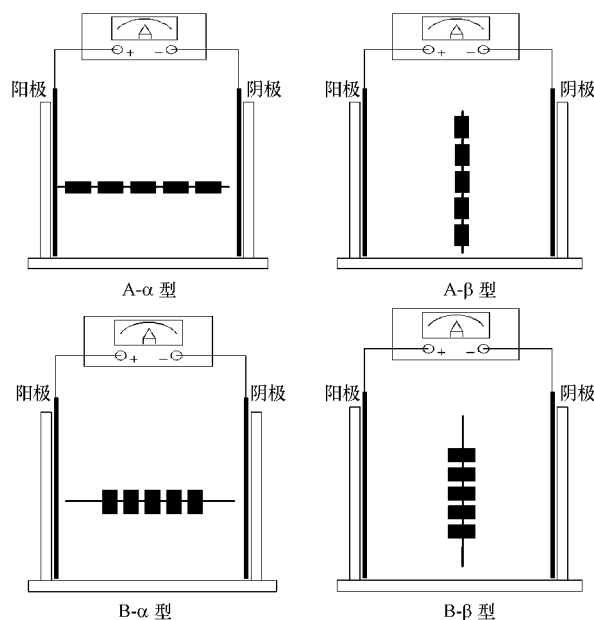 A
+ −
阳极 阴极
A-α 型
A
+ −
阳极 阴极
A-β 型
A
+ −
阳极 阴极
B-α 型
A
+ −
阳极 阴极
B-β 型